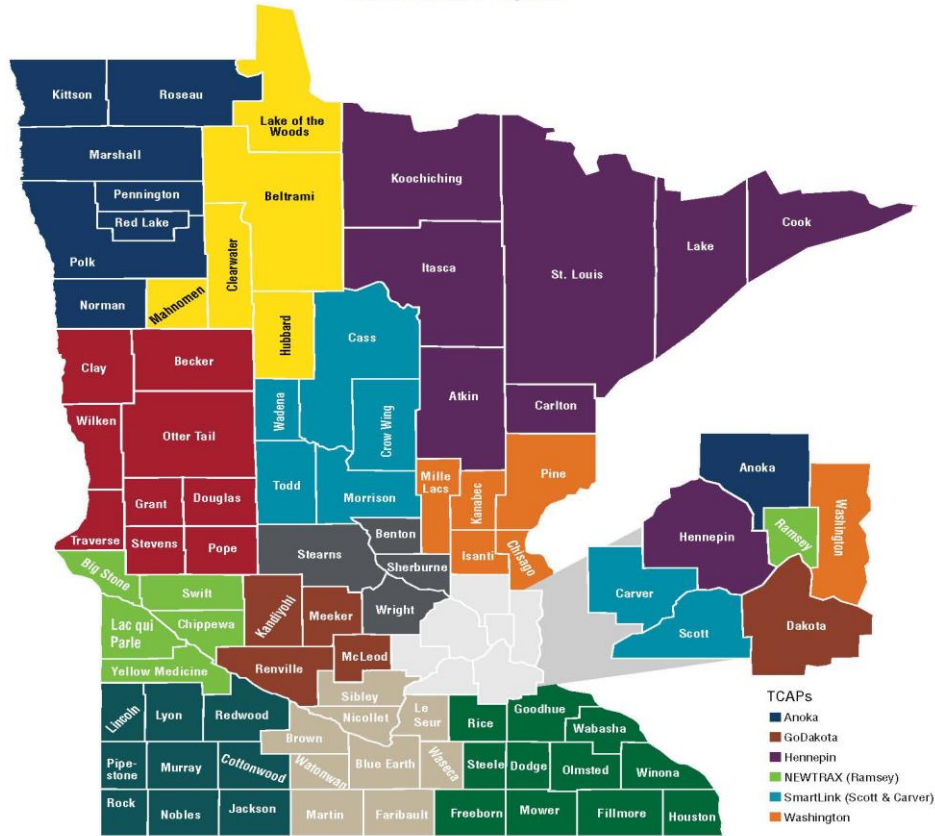 Kittson
Roseau
Lake of the
Woods
Marshall
Koochiching
Pennington
Beltrami
Red Lake
Cook
Lake
Polk
Clearwater
Itasca
St. Louis
Norman
Mahnomen
Hubbard
Cass
Clay
Becker
Atkin
Carlton
Wadena
Crow Wing
Wilken
Otter Tail
Mille
Lacs
Pine
Anoka
Todd
Morrison
Kanabec
Grant
Douglas
Washington
Benton
Ramsey
Traverse
Stevens
Pope
Stearns
Isanti
Chisago
Hennepin
Sherburne
Big Stone
Swift
Wright
Carver
Kandiyohi
Meeker
Chippewa
Lac qui
Parle
Scott
Dakota
McLeod
Renville
Yellow Medicine
Sibley
TCAPs
Lincoln
Lyon
Redwood
Nicollet
Le
Seur
Rice
Goodhue
Wabasha
Anoka
GoDakota
Brown
Hennepin
Pipe-
stone
Murray
Cottonwood
Watonwan
Blue Earth
Waseca
Steele
Dodge
Olmsted
Winona
NEWTRAX (Ramsey)
SmartLink (Scott & Carver)
Rock
Nobles
Jackson
Martin
Faribault
Freeborn
Mower
Fillmore
Houston
Washington